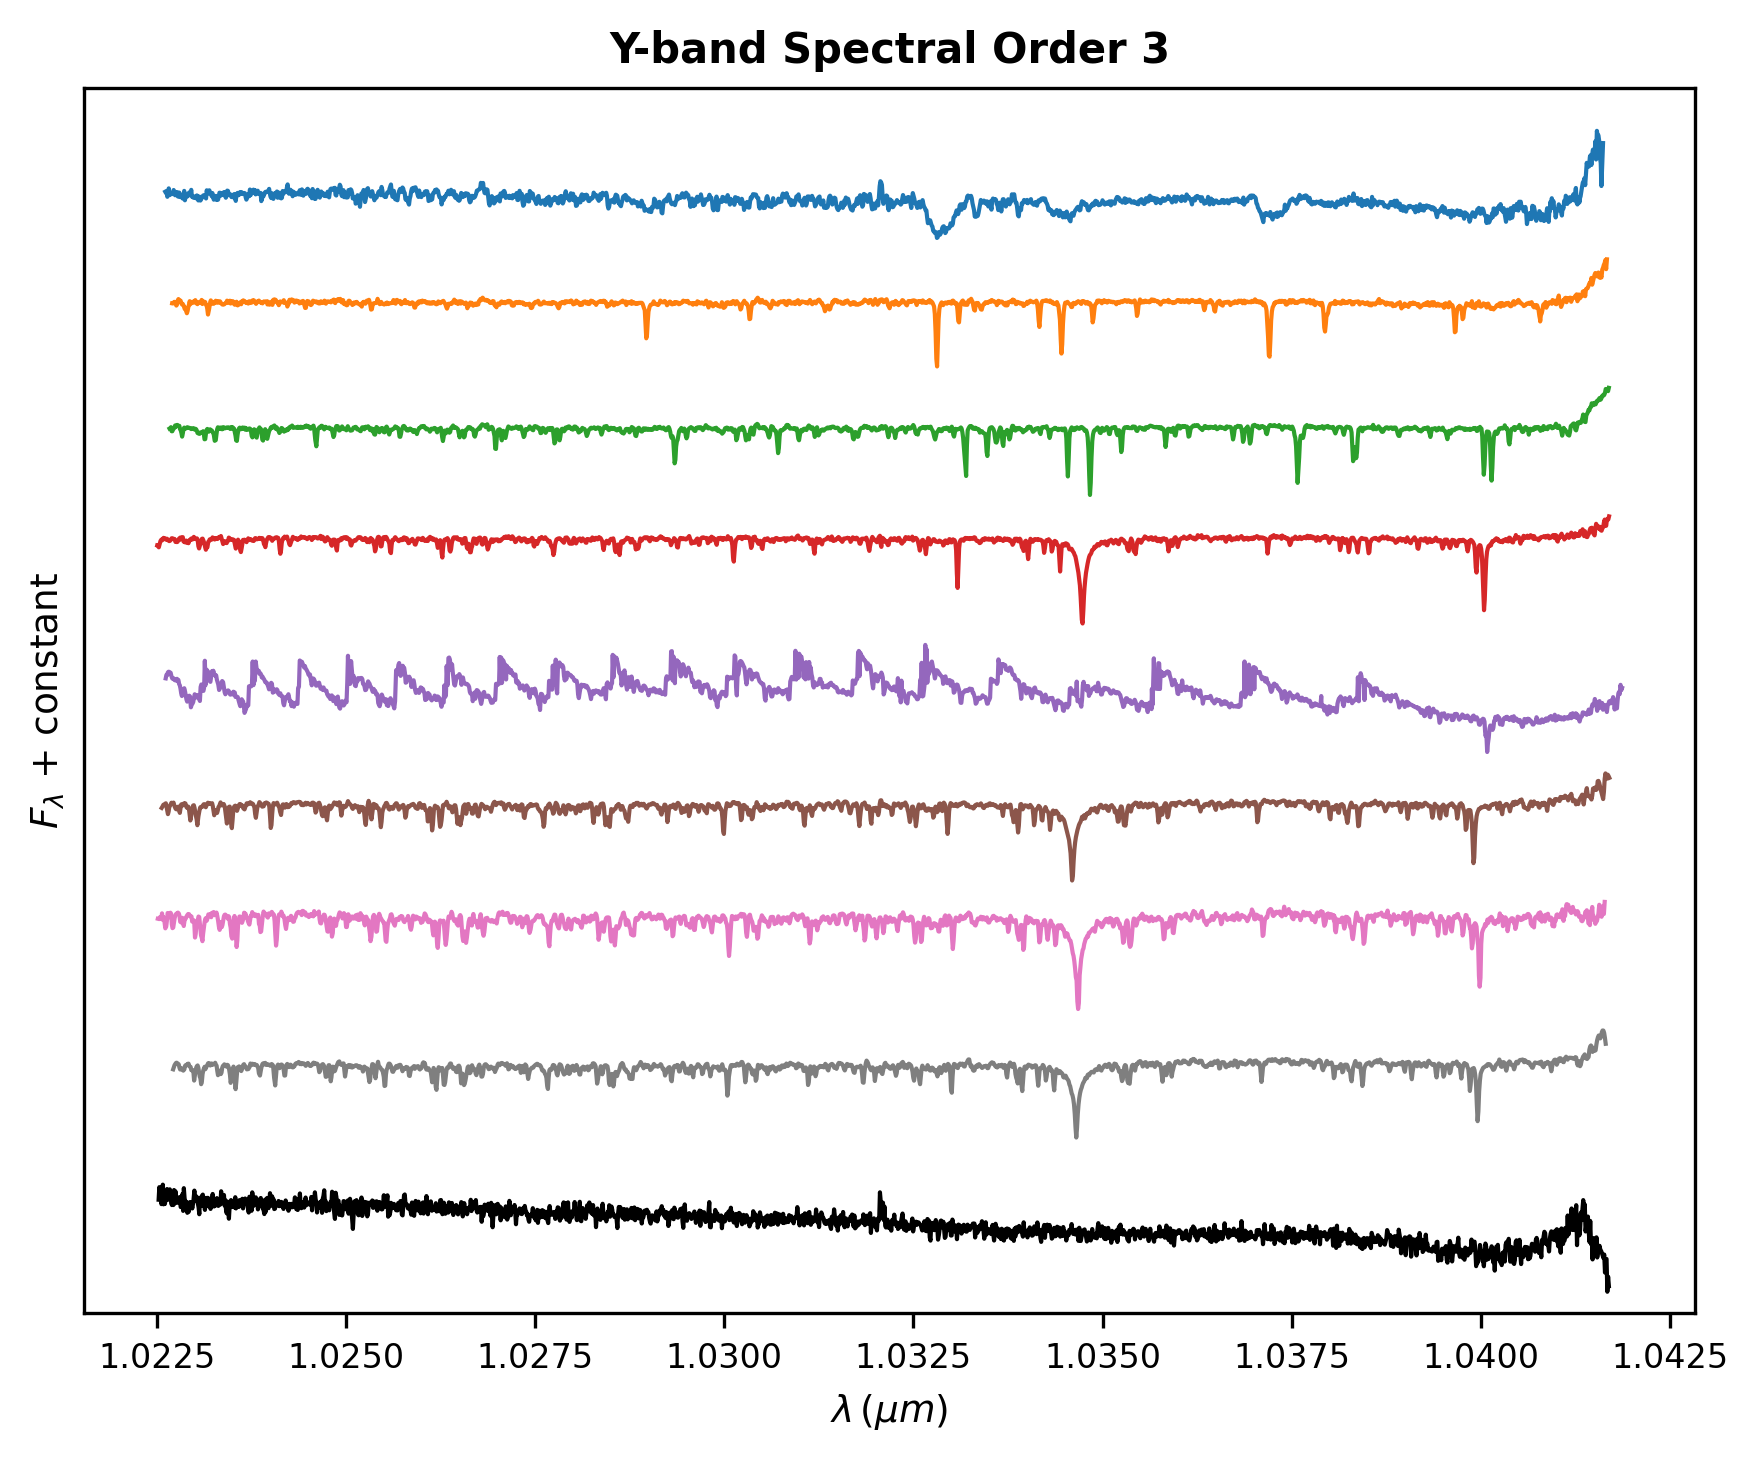 Y-band Spectral Order 3
F_λ + constant
1.0225 1.0250 1.0275 1.0300 1.0325 1.0350 1.0375 1.0400 1.0425
λ (μm)